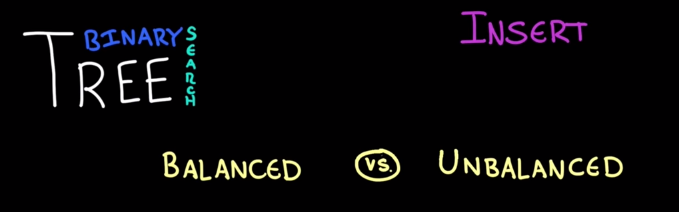 BINARY
TREE
SEARCH
INSERT
BALANCED VS. UNBALANCED